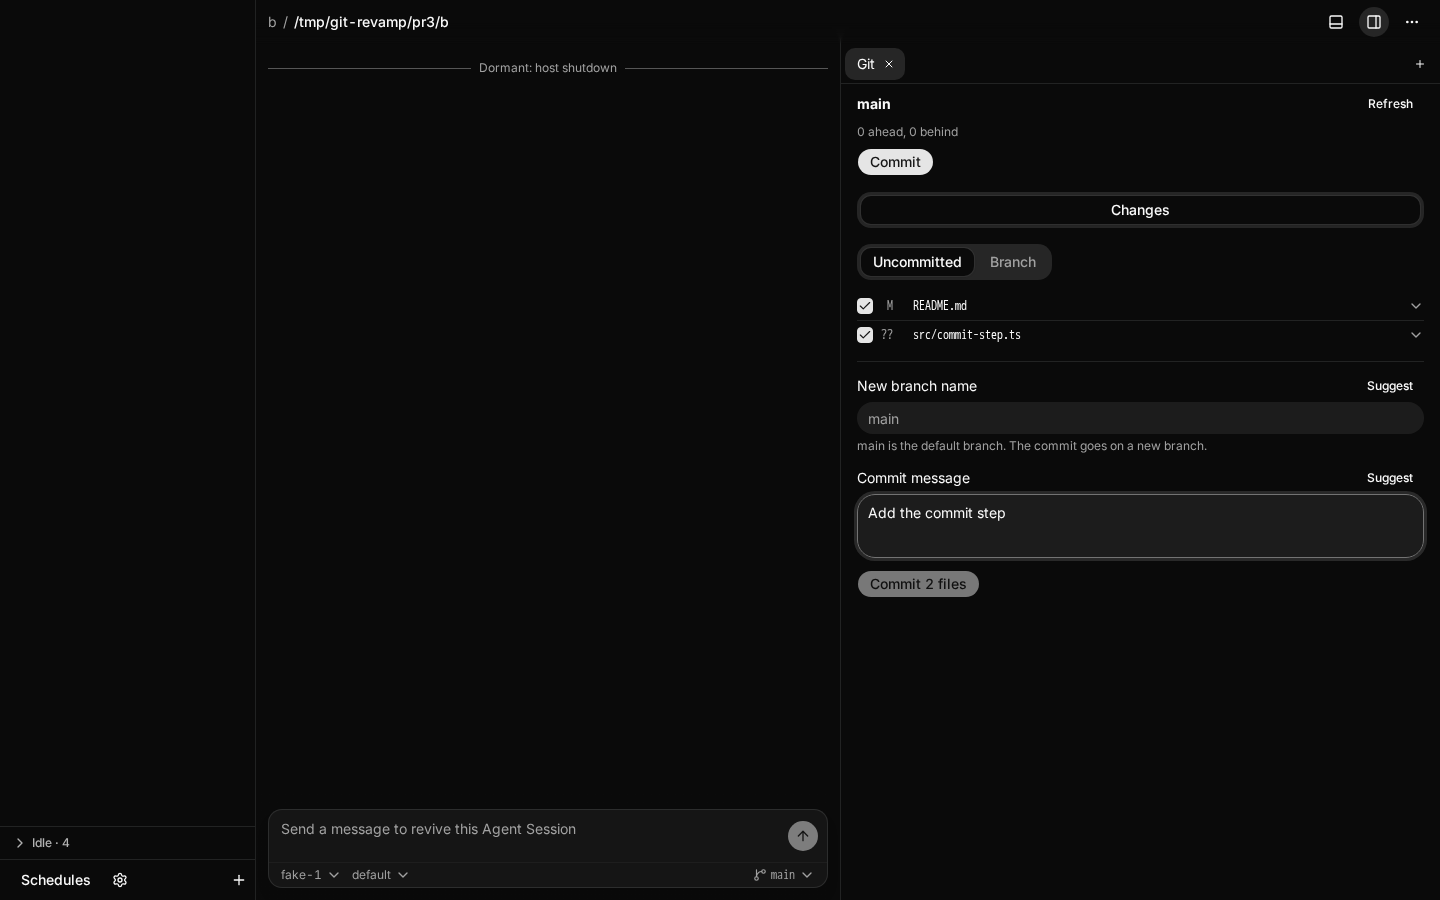 b / /tmp/git-revamp/pr3/b
Dormant: host shutdown
Send a message to revive this Agent Session
fake-1 default main
Idle · 4
Schedules
Git
main Refresh
0 ahead, 0 behind
Commit
Changes
Uncommitted Branch
M README.md
?? src/commit-step.ts
New branch name Suggest
main
main is the default branch. The commit goes on a new branch.
Commit message Suggest
Add the commit step
Commit 2 files